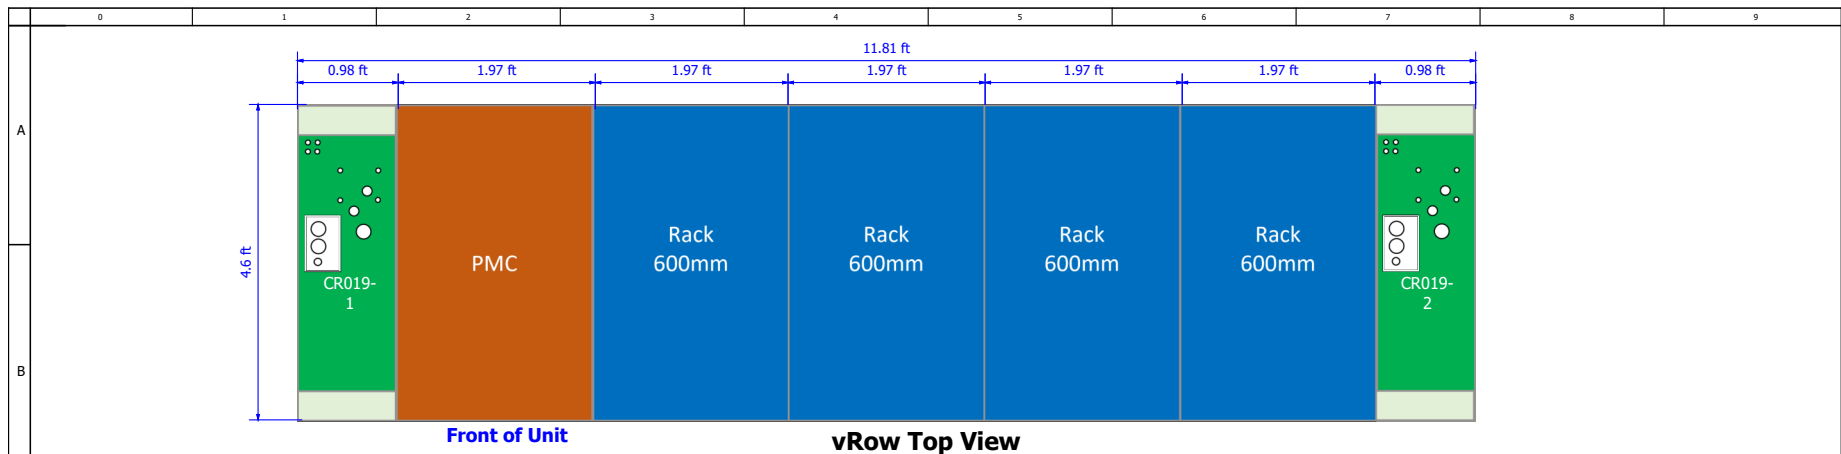 0 1 2 3 4 5 6 7 8 9
11.81 ft
0.98 ft 1.97 ft 1.97 ft 1.97 ft 1.97 ft 1.97 ft 0.98 ft
A
4.6 ft
B
CR019-
1
PMC
Rack
600mm
Rack
600mm
Rack
600mm
Rack
600mm
CR019-
2
Front of Unit
vRow Top View